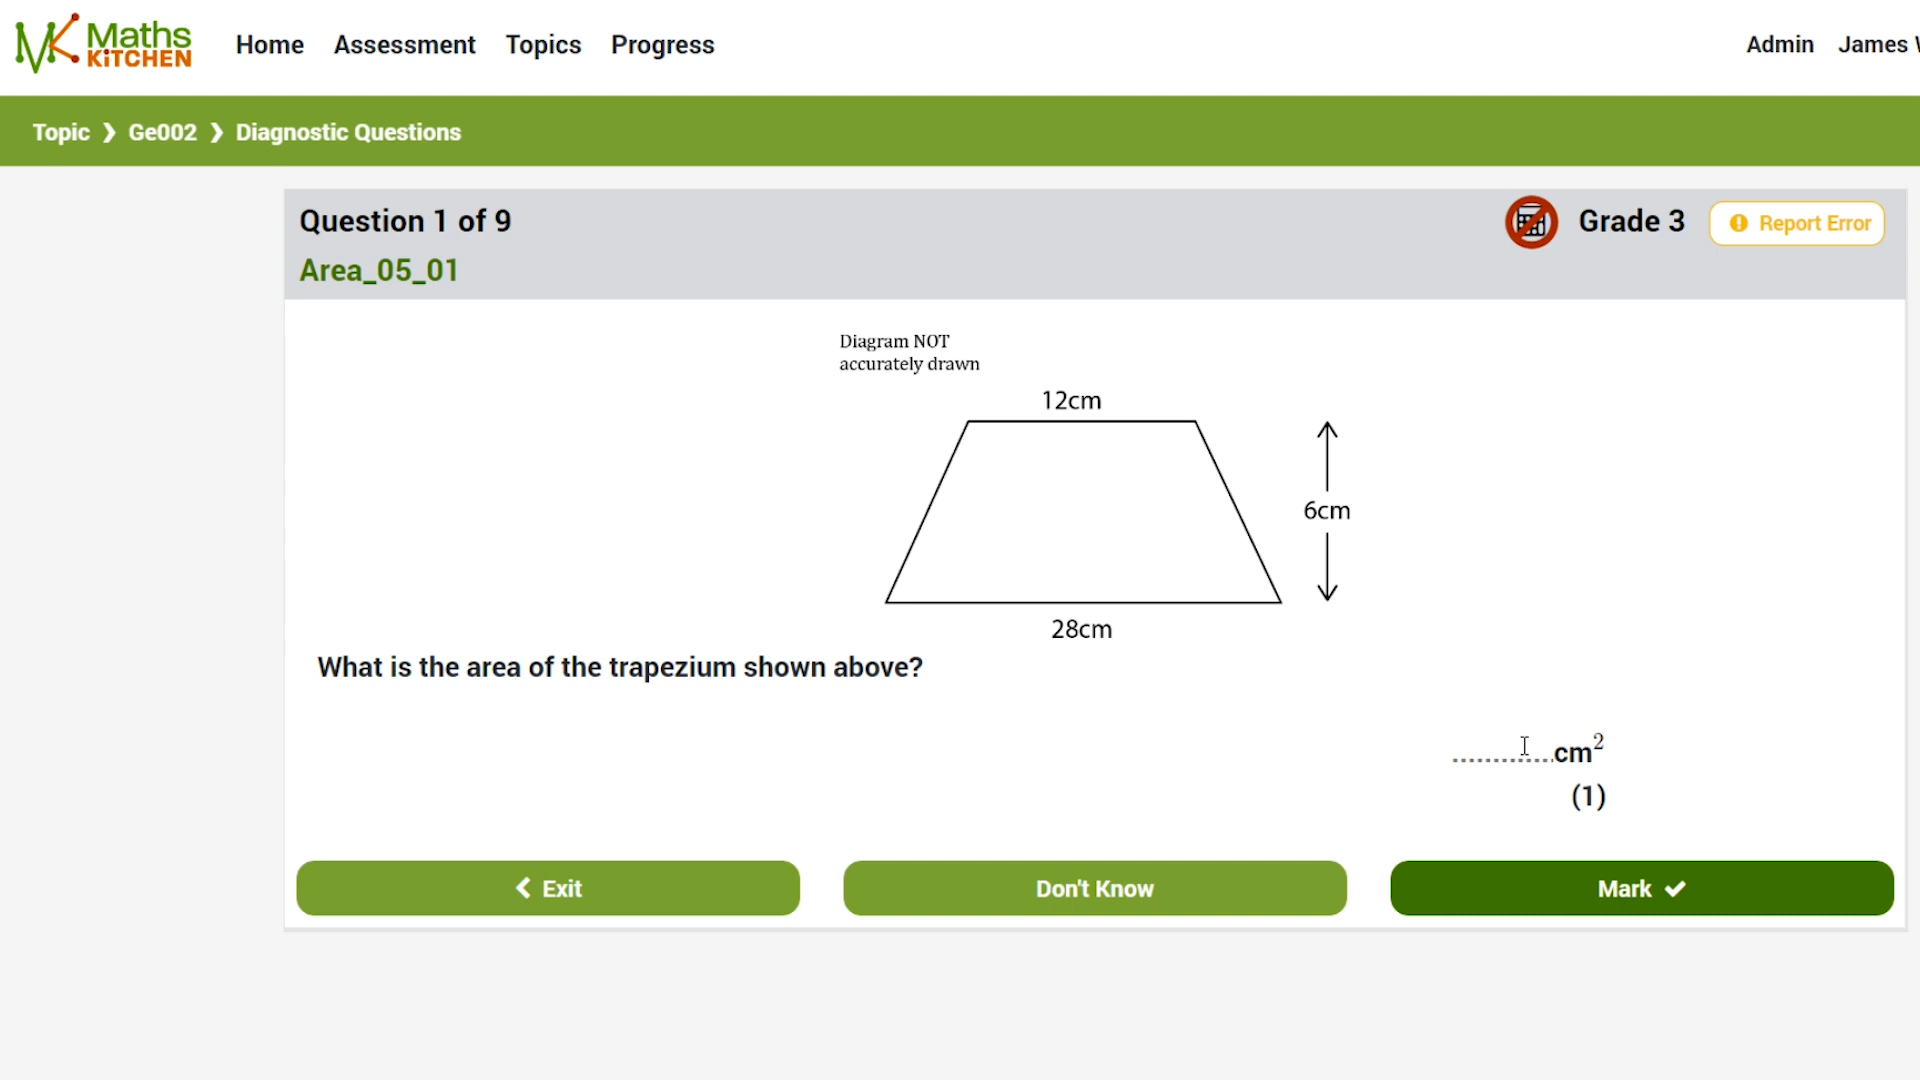 Maths
KiTCHEN
Home Assessment Topics Progress
Admin James
Topic ❯ Ge002 ❯ Diagnostic Questions
Question 1 of 9
Grade 3
Report Error
Area_05_01
Diagram NOT
accurately drawn
12cm
6cm
28cm
What is the area of the trapezium shown above?
.............cm²
(1)
Exit
Don't Know
Mark